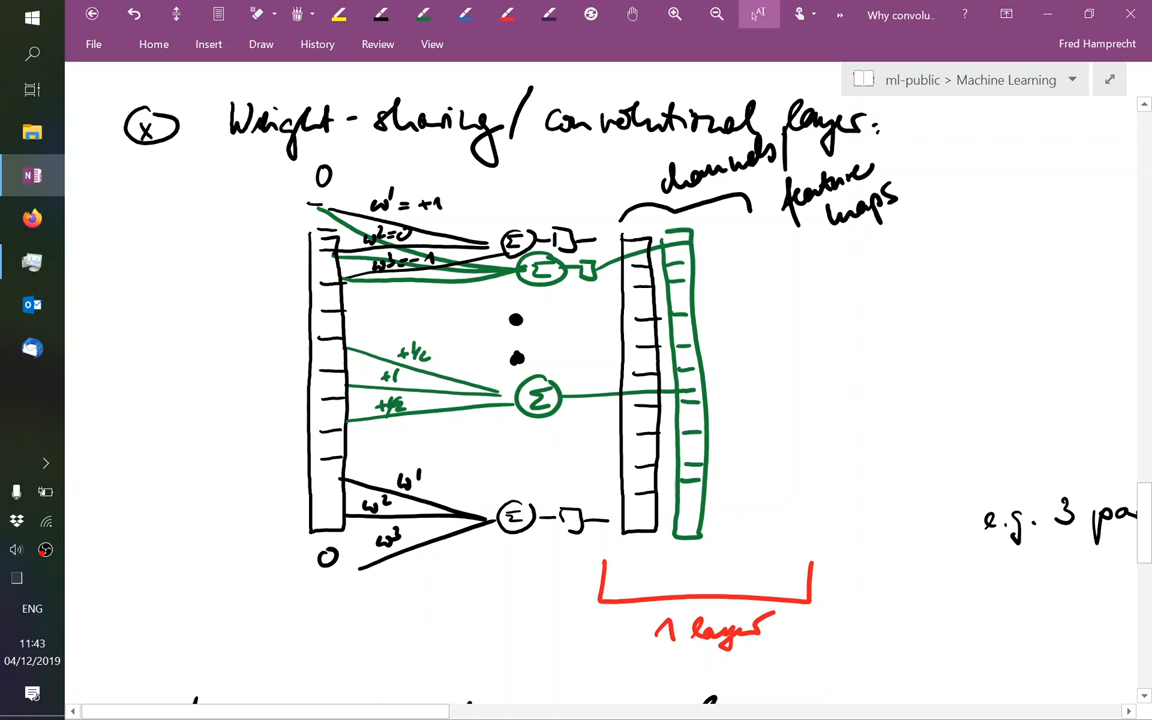 Why convolu..
?
File Home Insert Draw History Review View
Fred Hamprecht
ml-public > Machine Learning
x Weight-sharing/convolutional layer:
channels/
feature
maps
0
w¹=+1
w²=0
w³=-1
Σ
Σ
+1/2
+1
+1/2
Σ
w¹
w²
w³
Σ
0
e.g. 3 pa
1 layer
ENG
11:43
04/12/2019